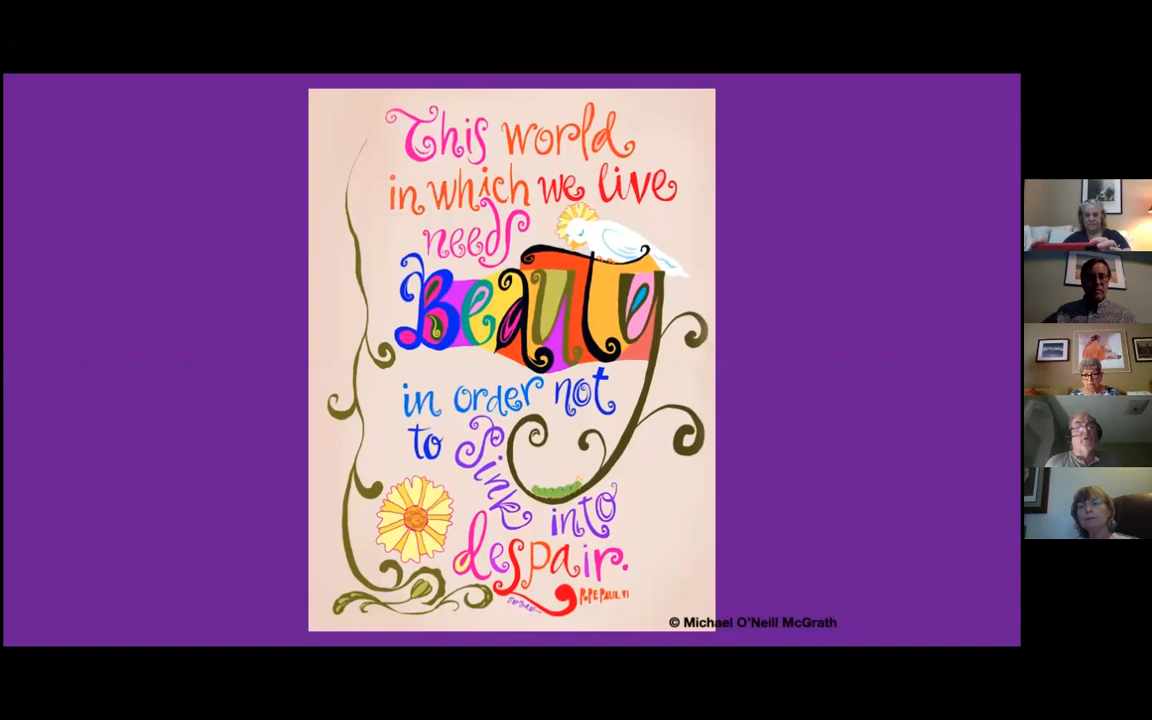 This world
in which we live
needs
Beauty
in order not
to sink
into
despair.
POPE PAUL VI
© Michael O'Neill McGrath